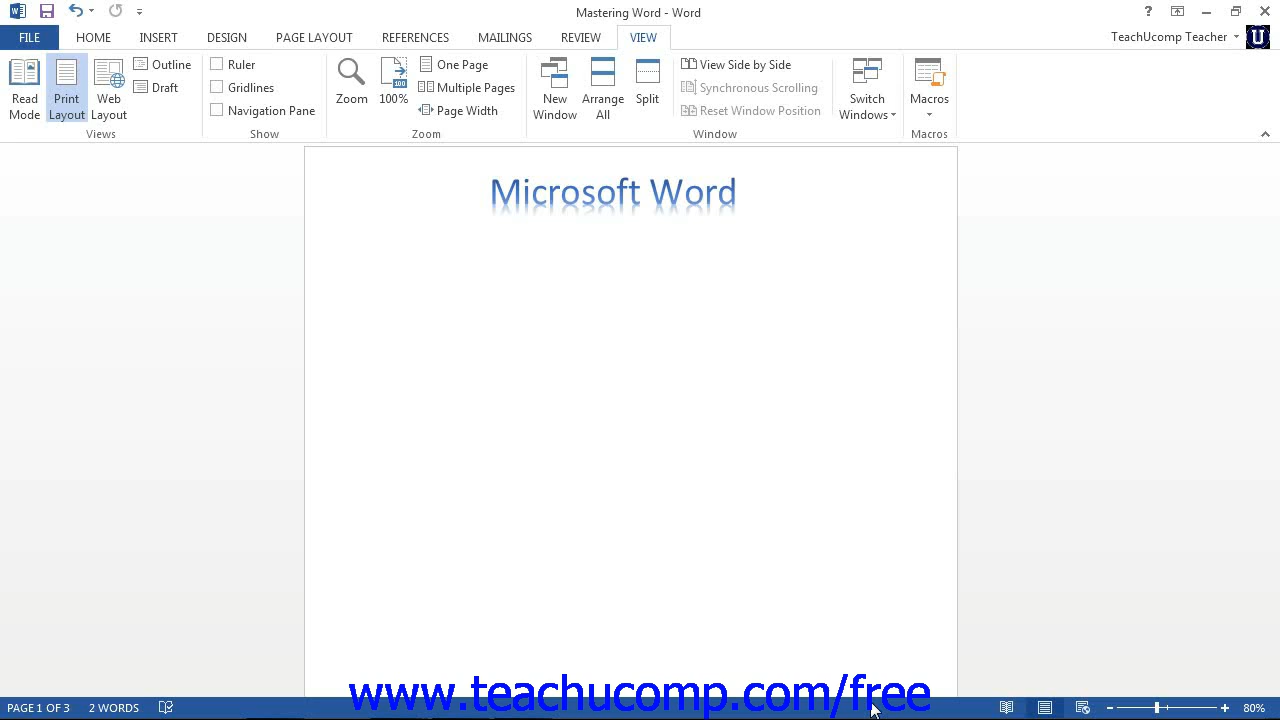 Mastering Word - Word
?
FILE HOME INSERT DESIGN PAGE LAYOUT REFERENCES MAILINGS REVIEW VIEW TeachUcomp Teacher U
Read Mode
Print Layout
Web Layout
Outline
Draft
Views
Ruler
Gridlines
Navigation Pane
Show
Zoom
100%
One Page
Multiple Pages
Page Width
Zoom
New Window
Arrange All
Split
View Side by Side
Synchronous Scrolling
Reset Window Position
Window
Switch Windows
Macros
Macros
Microsoft Word
www.teachucomp.com/free
PAGE 1 OF 3 2 WORDS 80%